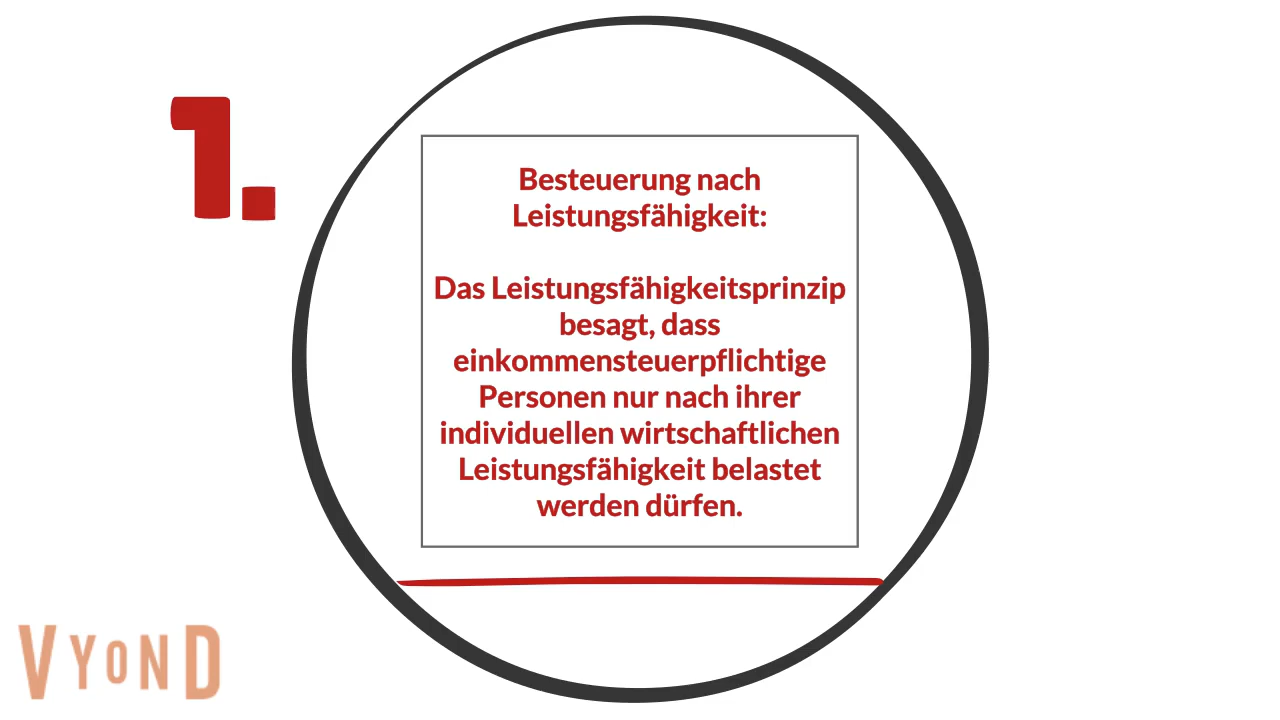 1.
Besteuerung nach
Leistungsfähigkeit:
Das Leistungsfähigkeitsprinzip
besagt, dass
einkommensteuerpflichtige
Personen nur nach ihrer
individuellen wirtschaftlichen
Leistungsfähigkeit belastet
werden dürfen.
VYOND